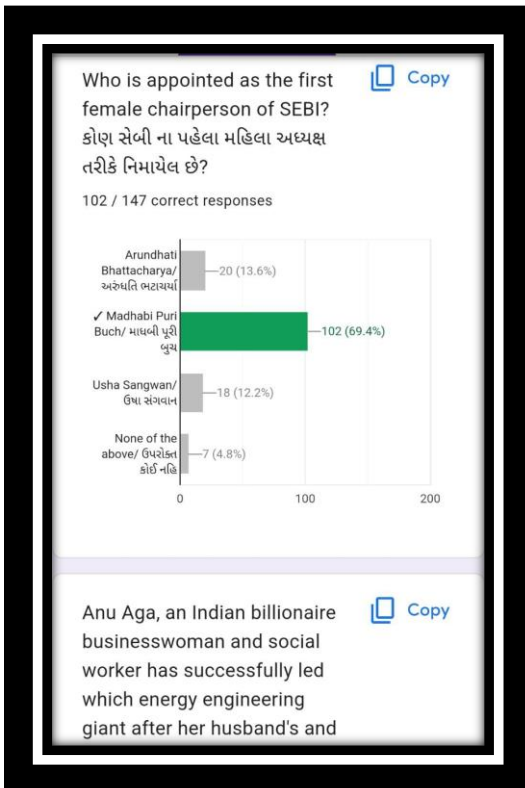 Who is appointed as the first
Copy
female chairperson of SEBI?
કોણ સેબી ના પહેલા મહિલા અધ્યક્ષ
તરીકે નિમાયેલ છે?
102 / 147 correct responses
Arundhati
Bhattacharya/
અરુંધતિ ભટાચર્યા
20 (13.6%)
✓ Madhabi Puri
Buch/ માધબી પૂરી
બુચ
102 (69.4%)
Usha Sangwan/
ઉષા સંગવાન
18 (12.2%)
None of the
above/ ઉપરોક્ત
કોઈ નહિ
7 (4.8%)
0 100 200
Anu Aga, an Indian billionaire
Copy
businesswoman and social
worker has successfully led
which energy engineering
giant after her husband's and